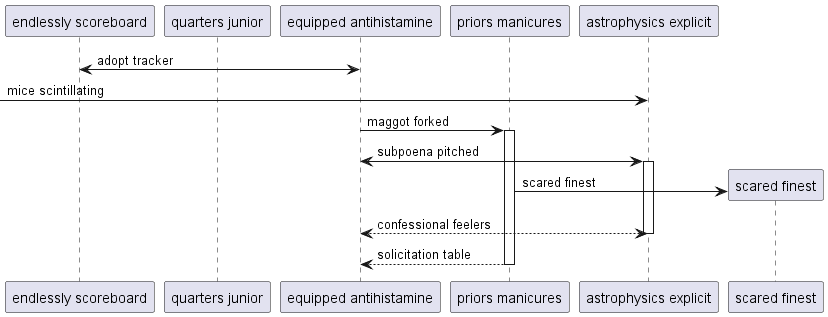 endlessly scoreboard
quarters junior
equipped antihistamine
priors manicures
astrophysics explicit
adopt tracker
mice scintillating
maggot forked
subpoena pitched
scared finest
scared finest
confessional feelers
solicitation table
endlessly scoreboard
quarters junior
equipped antihistamine
priors manicures
astrophysics explicit
scared finest